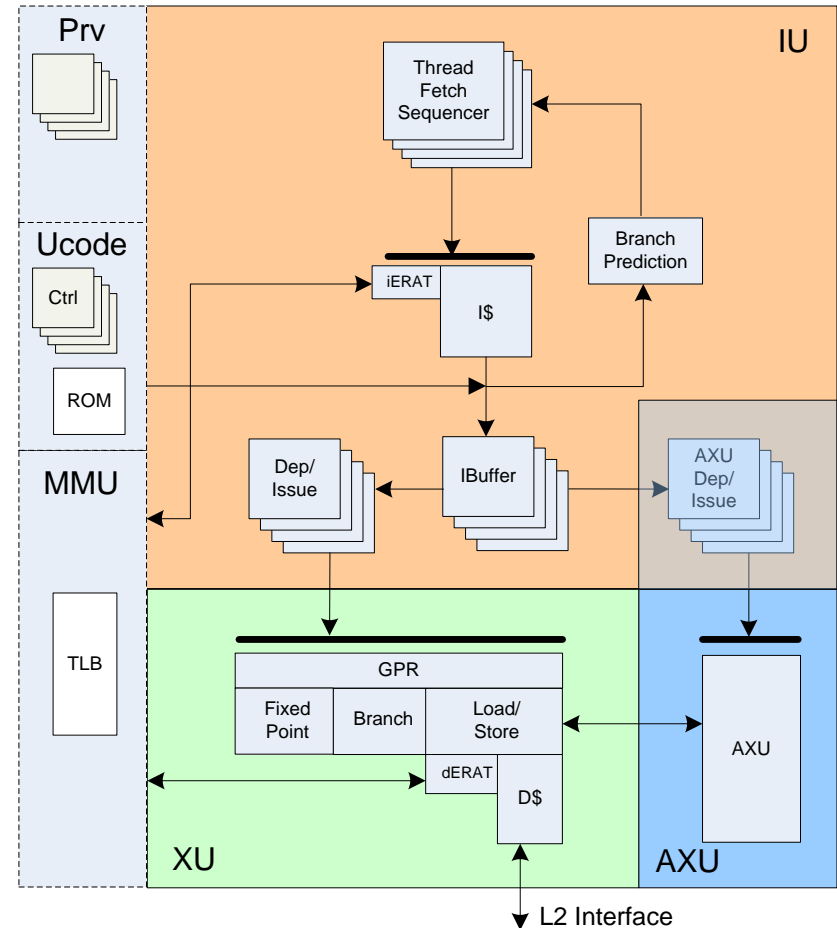 Prv
IU
Thread
Fetch
Sequencer
Ucode
Ctrl
ROM
Branch
Prediction
iERAT
I$
MMU
TLB
Dep/
Issue
IBuffer
AXU
Dep/
Issue
GPR
Fixed
Point
Branch
Load/
Store
dERAT
D$
AXU
XU
AXU
L2 Interface